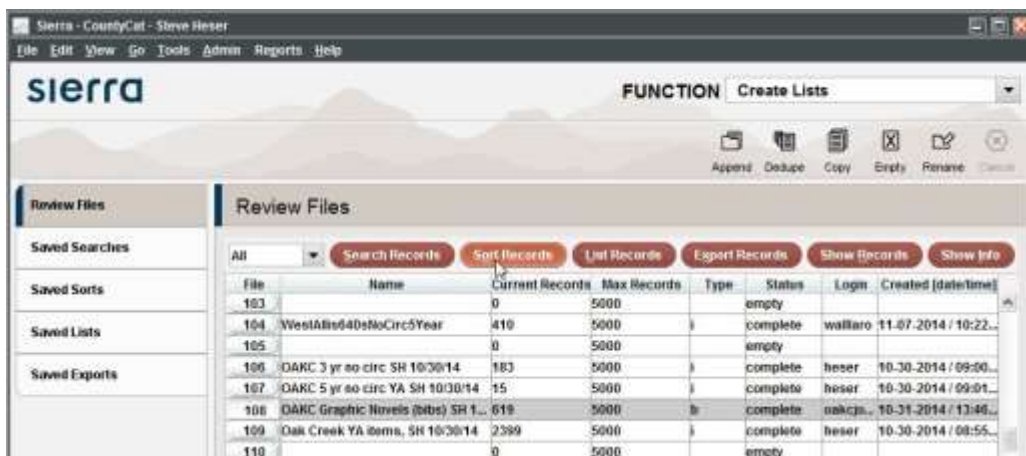 Sierra - CountyCat - Steve Heser
File Edit View Go Tools Admin Reports Help
sierra
FUNCTION Create Lists
Append Dedupe Copy Empty Rename Cancel
Review Files
Review Files
Saved Searches
All Search Records Sort Records List Records Export Records Show Records Show Info
Saved Sorts
File Name Current Records Max Records Type Status Login Created (date/time)
103 0 5000 empty
Saved Lists
104 WestAllis640sNoCirc5Year 410 5000 i complete walllaro 11-07-2014 / 10:22...
105 0 5000 empty
Saved Exports
106 OAKC 3 yr no circ SH 10/30/14 183 5000 i complete heser 10-30-2014 / 09:00...
107 OAKC 5 yr no circ YA SH 10/30/14 15 5000 i complete heser 10-30-2014 / 09:01...
108 OAKC Graphic Novels (bibs) SH 1... 619 5000 b complete 10-31-2014 / 13:46...
109 Oak Creek YA items, SH 10/30/14 2399 5000 i complete heser 10-30-2014 / 08:55...
110 0 5000 empty